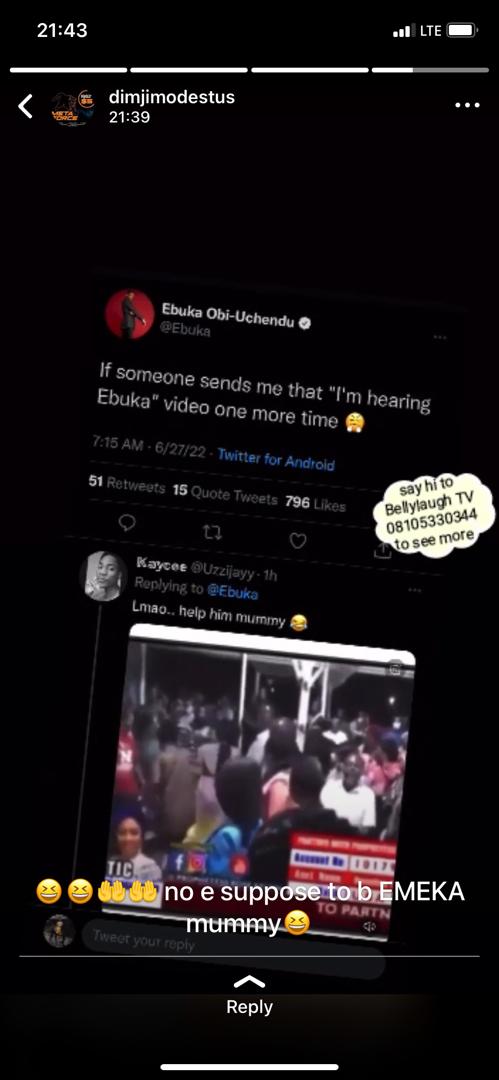 21:43
LTE
dimjimodestus
21:39
Ebuka Obi-Uchendu
@Ebuka
If someone sends me that "I'm hearing
Ebuka" video one more time 😤
7:15 AM · 6/27/22 · Twitter for Android
51 Retweets 15 Quote Tweets 796 Likes
say hi to
Bellylaugh TV
08105330344
to see more
Kaycee @Uzzijayy · 1h
Replying to @Ebuka
Lmao.. help him mummy 😂
Account No
TIC
TO PARTN
😆😆🤲🤲 no e suppose to b EMEKA
mummy😆
Tweet your reply
Reply